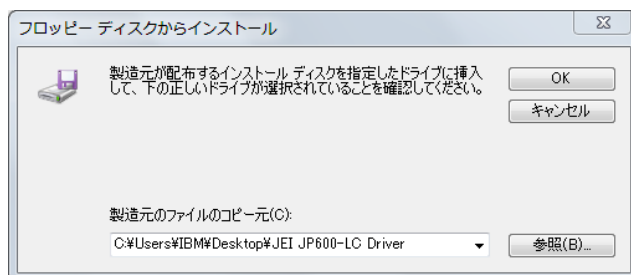 フロッピー ディスクからインストール
製造元が配布するインストール ディスクを指定したドライブに挿入
して、下の正しいドライブが選択されていることを確認してください。
OK
キャンセル
製造元のファイルのコピー元(C):
C:¥Users¥IBM¥Desktop¥JEI JP600-LC Driver
参照(B)...